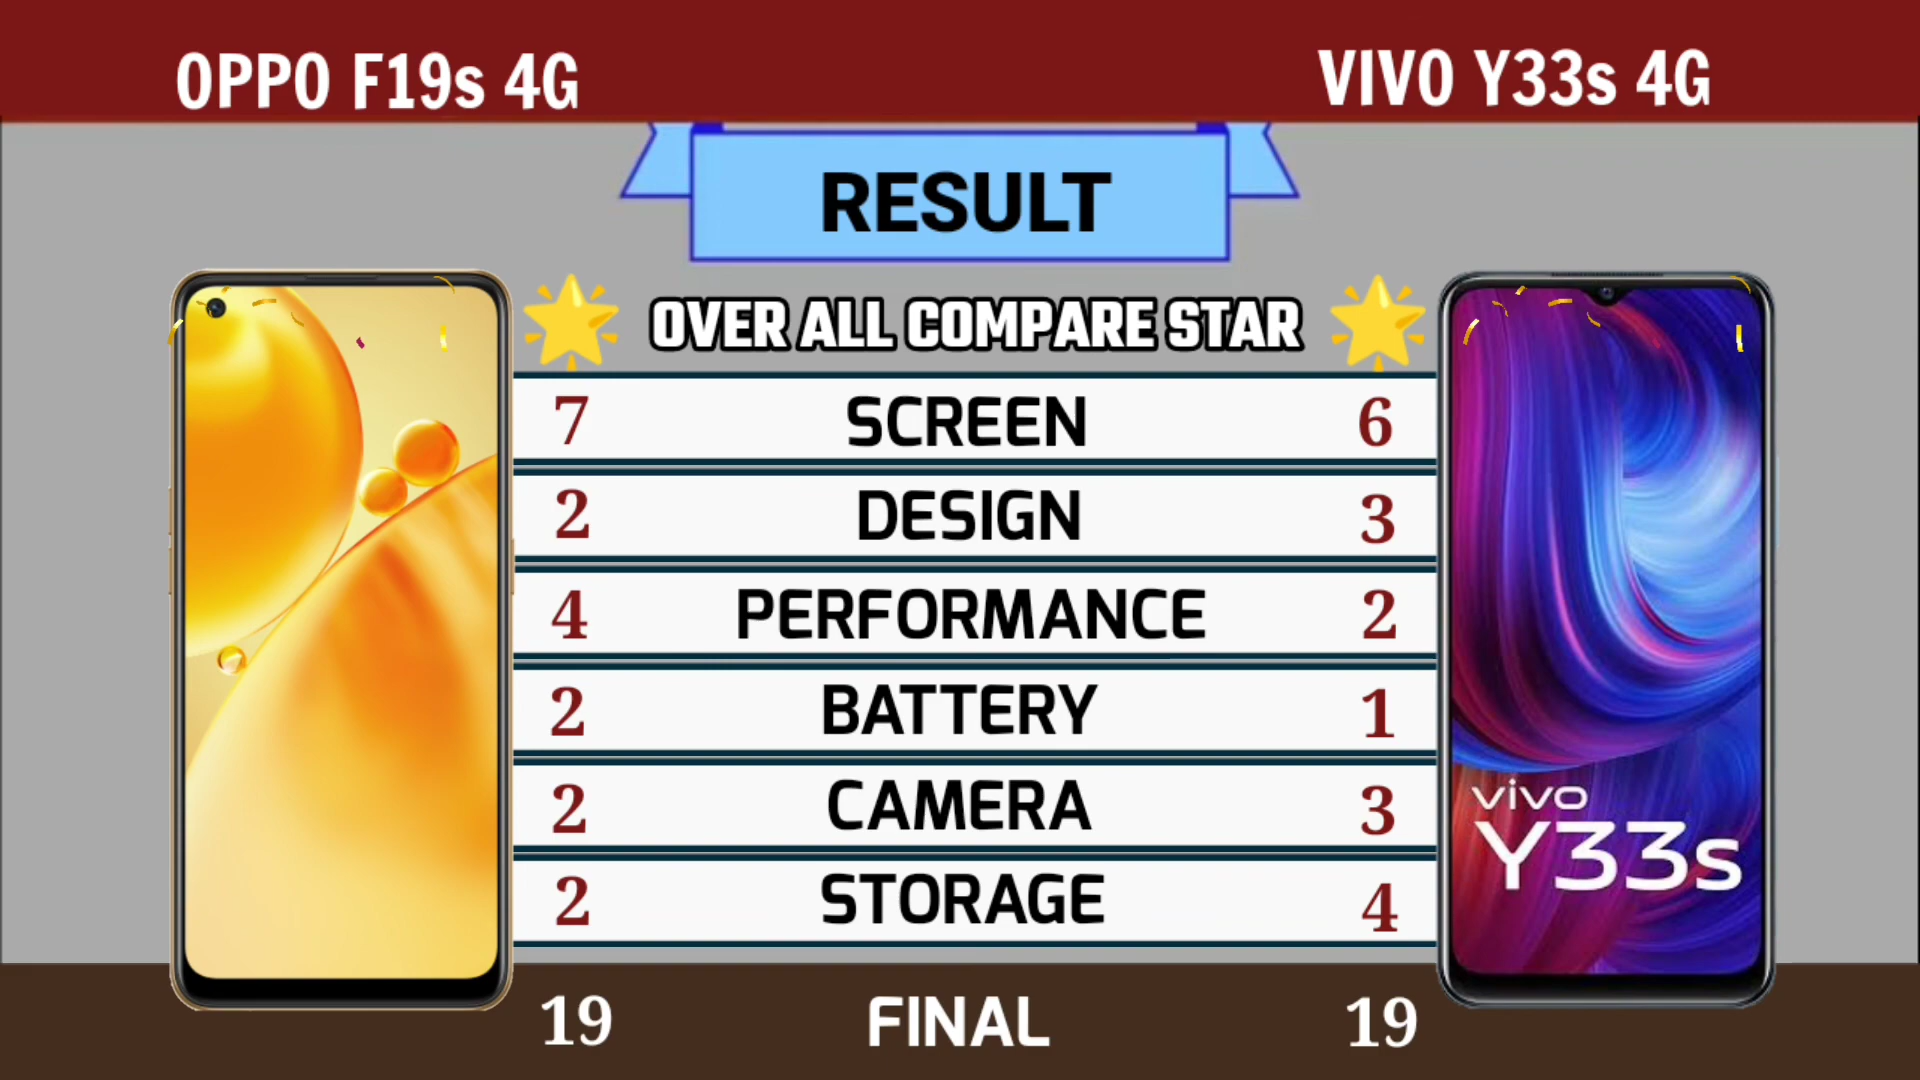 OPPO F19s 4G
VIVO Y33s 4G
RESULT
OVER ALL COMPARE STAR
7 SCREEN 6
2 DESIGN 3
4 PERFORMANCE 2
2 BATTERY 1
2 CAMERA 3
2 STORAGE 4
19 FINAL 19
vivo
Y33s